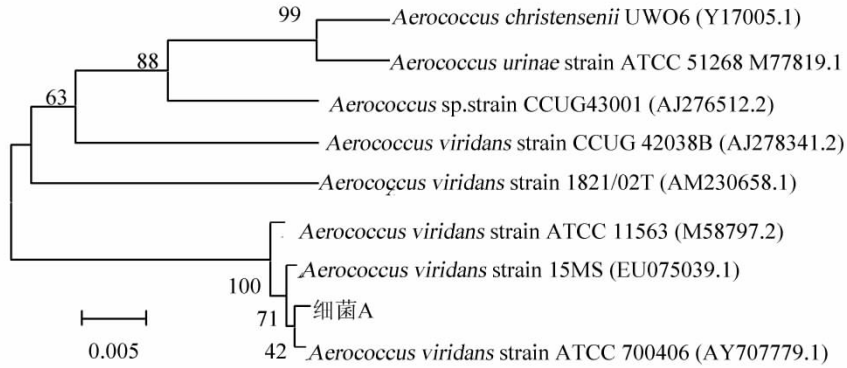 99
Aerococcus christensenii UWO6 (Y17005.1)
88
Aerococcus urinae strain ATCC 51268 M77819.1
63
Aerococcus sp.strain CCUG43001 (AJ276512.2)
Aerococcus viridans strain CCUG 42038B (AJ278341.2)
Aerococcus viridans strain 1821/02T (AM230658.1)
Aerococcus viridans strain ATCC 11563 (M58797.2)
Aerococcus viridans strain 15MS (EU075039.1)
100
细菌A
71
0.005
42
Aerococcus viridans strain ATCC 700406 (AY707779.1)